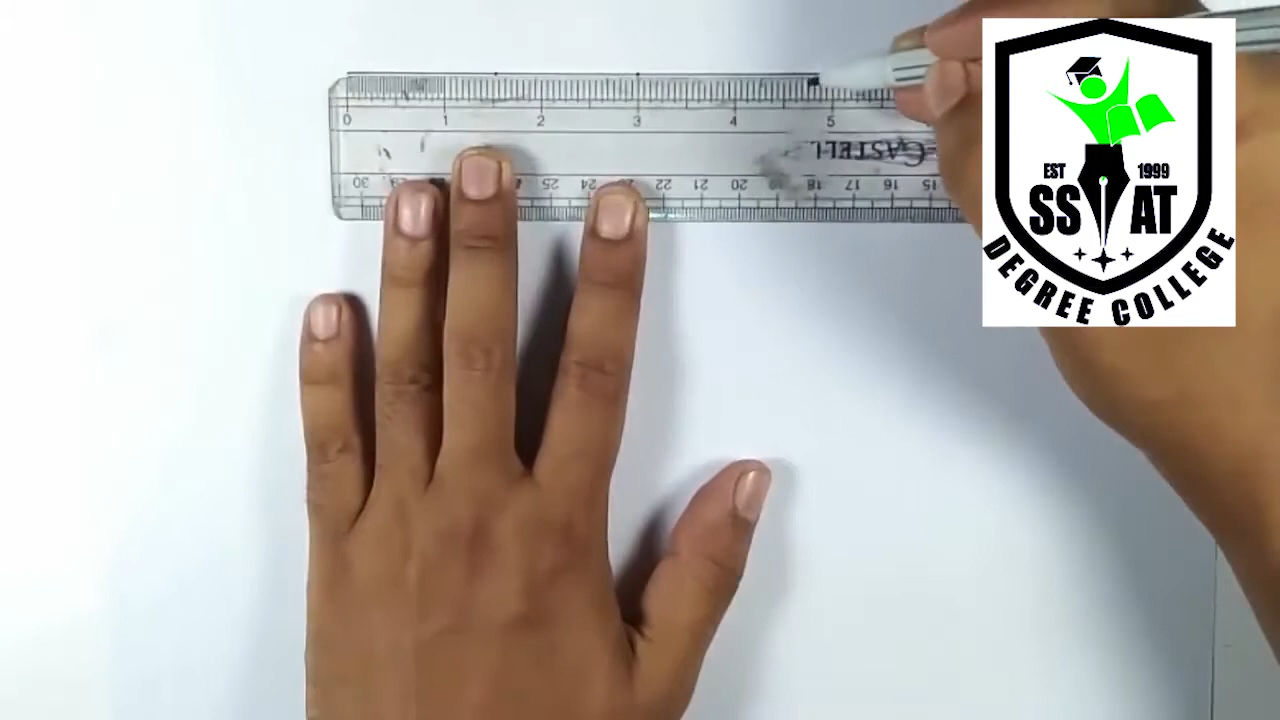 0 1 2 3 4 5
CASTELL
30 25 24 22 21 20 18 17 16 15
EST 1999
SS AT
DEGREE COLLEGE